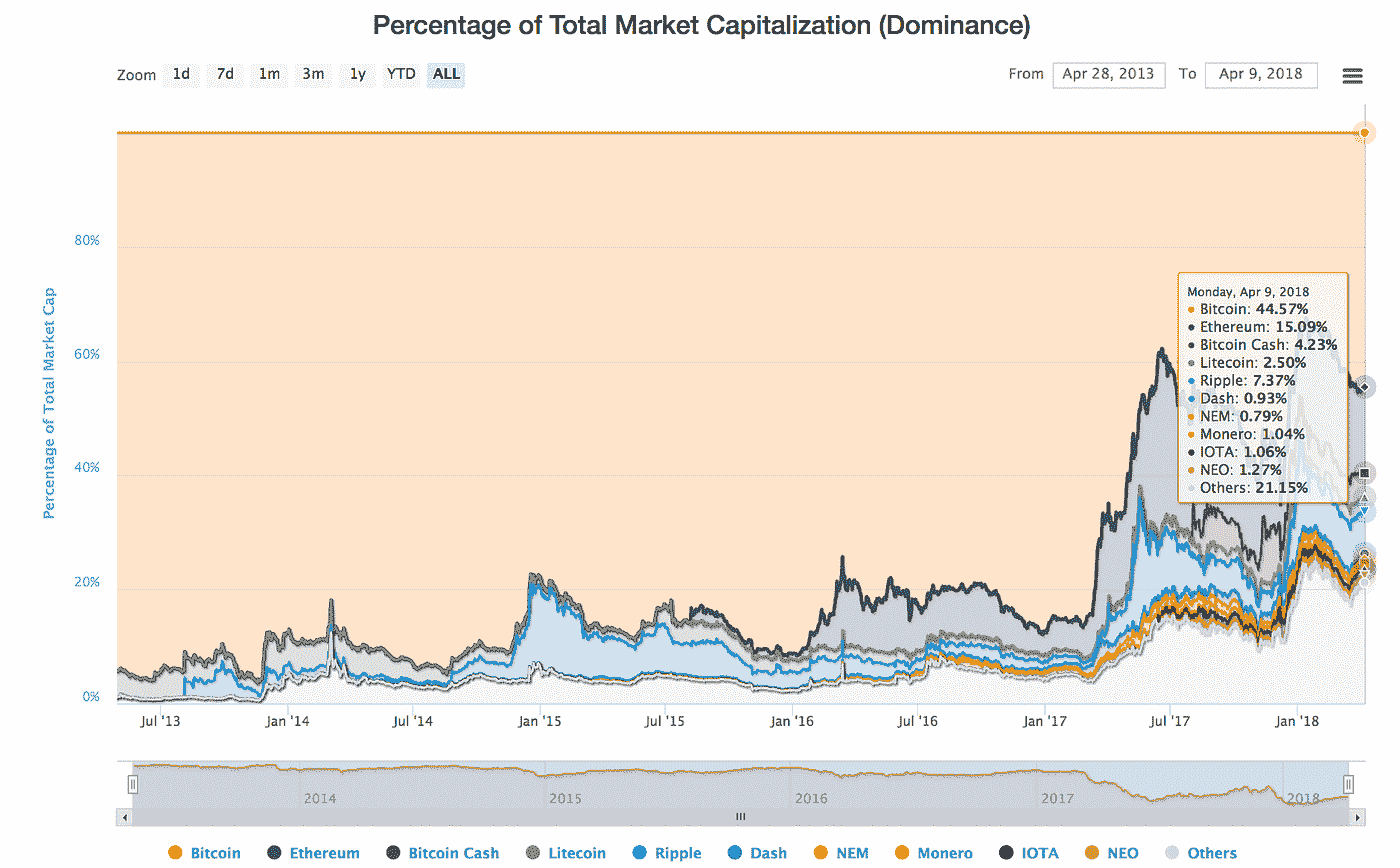 Percentage of Total Market Capitalization (Dominance)
Zoom 1d 7d 1m 3m 1y YTD ALL From Apr 28, 2013 To Apr 9, 2018
Percentage of Total Market Cap
80%
60%
40%
20%
0%
Monday, Apr 9, 2018
Bitcoin: 44.57%
Ethereum: 15.09%
Bitcoin Cash: 4.23%
Litecoin: 2.50%
Ripple: 7.37%
Dash: 0.93%
NEM: 0.79%
Monero: 1.04%
IOTA: 1.06%
NEO: 1.27%
Others: 21.15%
Jul '13 Jan '14 Jul '14 Jan '15 Jul '15 Jan '16 Jul '16 Jan '17 Jul '17 Jan '18
2014 2015 2016 2017 2018
Bitcoin Ethereum Bitcoin Cash Litecoin Ripple Dash NEM Monero IOTA NEO Others